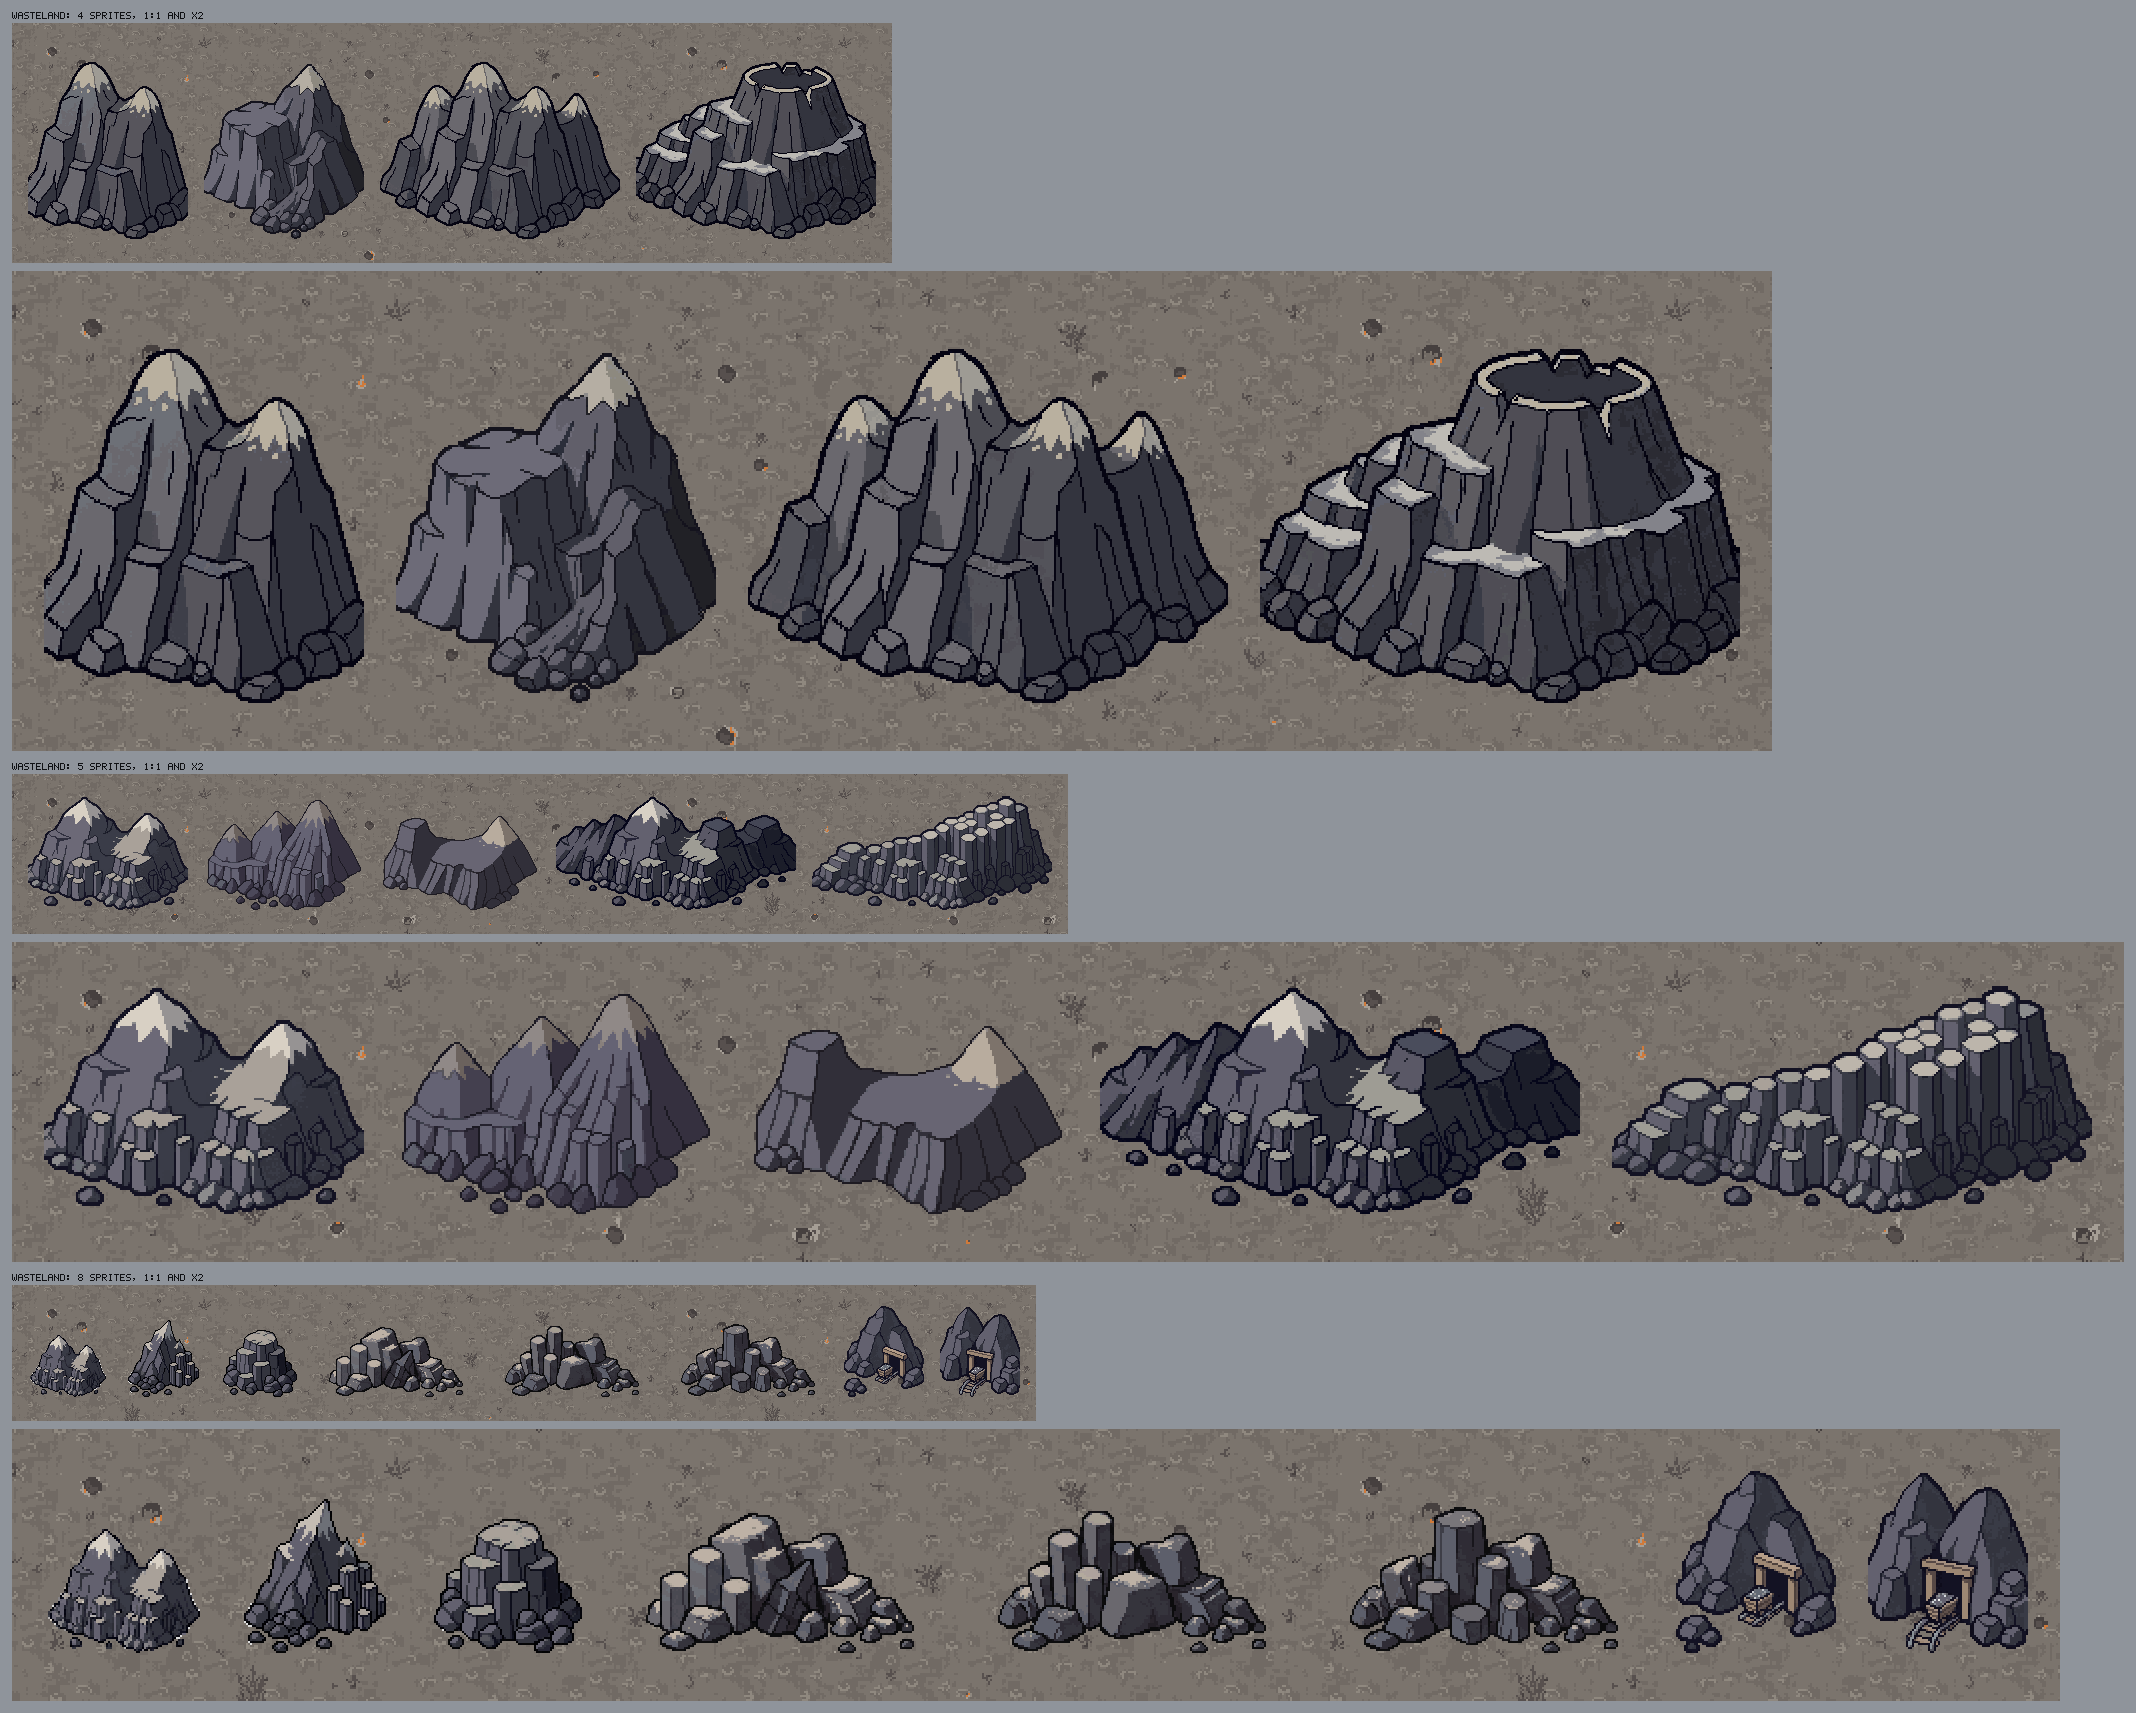 WASTELAND: 4 SPRITES, 1:1 AND X2
WASTELAND: 5 SPRITES, 1:1 AND X2
WASTELAND: 8 SPRITES, 1:1 AND X2